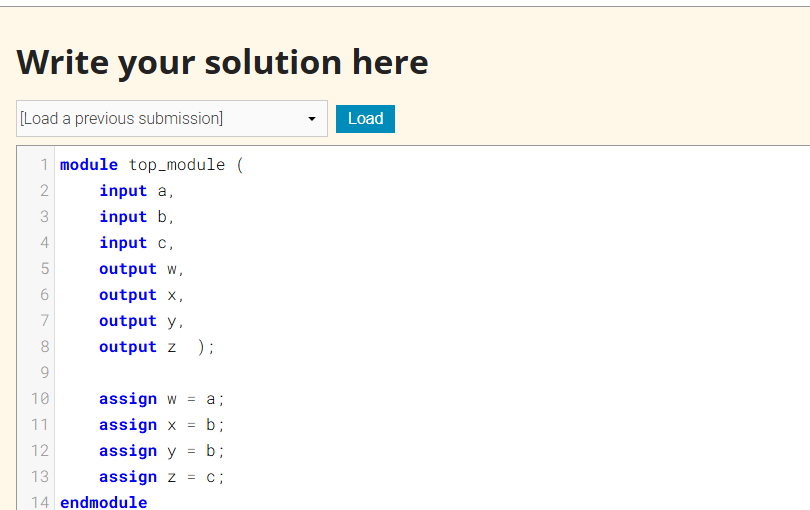 Write your solution here
[Load a previous submission] Load
1 module top_module (
2     input a,
3     input b,
4     input c,
5     output w,
6     output x,
7     output y,
8     output z  );
9
10     assign w = a;
11     assign x = b;
12     assign y = b;
13     assign z = c;
14 endmodule